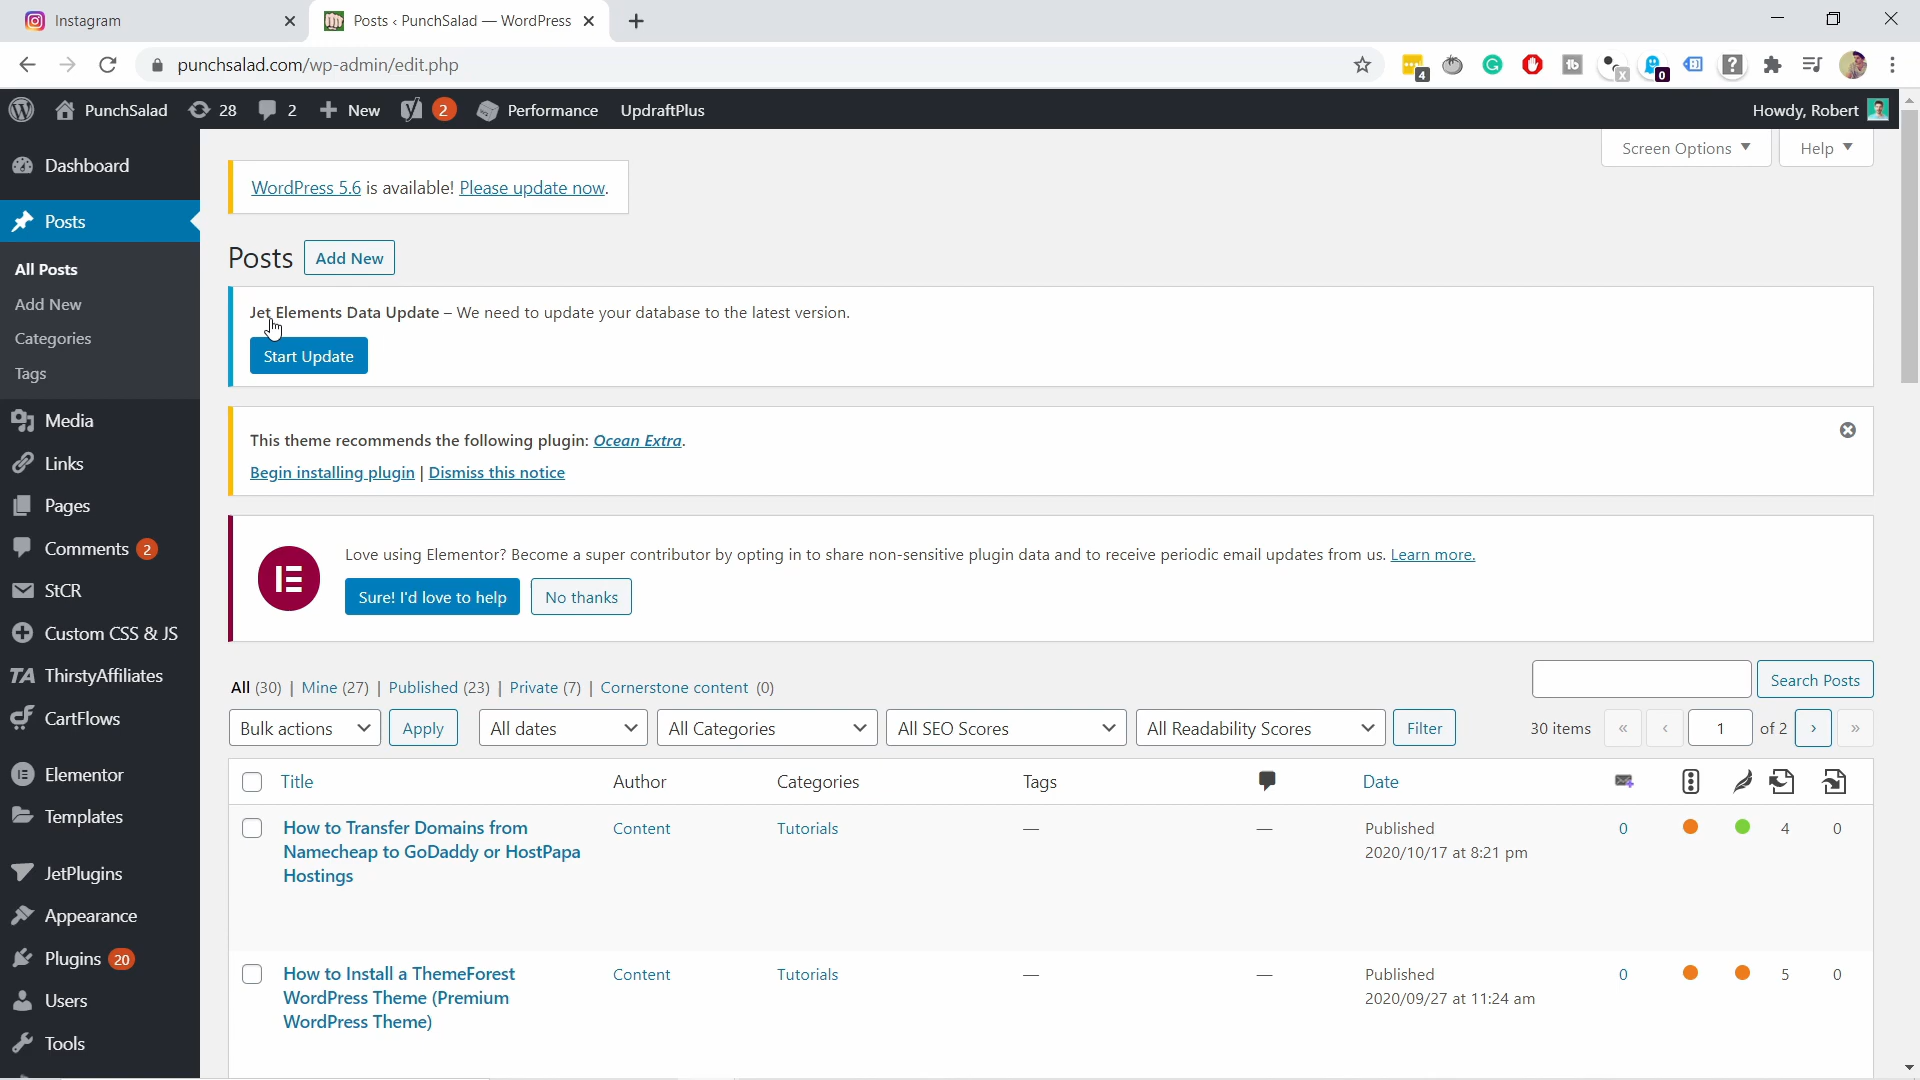 Instagram
Posts ‹ PunchSalad — WordPress
punchsalad.com/wp-admin/edit.php
4
0
PunchSalad
28
2
New
2
Performance
UpdraftPlus
Howdy, Robert
Dashboard
Posts
All Posts
Add New
Categories
Tags
Media
Links
Pages
Comments 2
StCR
Custom CSS & JS
TA ThirstyAffiliates
CartFlows
Elementor
Templates
JetPlugins
Appearance
Plugins 20
Users
Tools
Screen Options
Help
WordPress 5.6 is available! Please update now.
Posts Add New
Jet Elements Data Update – We need to update your database to the latest version.
Start Update
This theme recommends the following plugin: Ocean Extra.
Begin installing plugin | Dismiss this notice
Love using Elementor? Become a super contributor by opting in to share non-sensitive plugin data and to receive periodic email updates from us. Learn more.
Sure! I'd love to help No thanks
All (30) | Mine (27) | Published (23) | Private (7) | Cornerstone content (0)
Search Posts
Bulk actions Apply All dates All Categories All SEO Scores All Readability Scores Filter 30 items « ‹ 1 of 2 › »
Title Author Categories Tags Date
How to Transfer Domains from Content Tutorials — — Published 0 4 0
Namecheap to GoDaddy or HostPapa 2020/10/17 at 8:21 pm
Hostings
How to Install a ThemeForest Content Tutorials — — Published 0 5 0
WordPress Theme (Premium 2020/09/27 at 11:24 am
WordPress Theme)